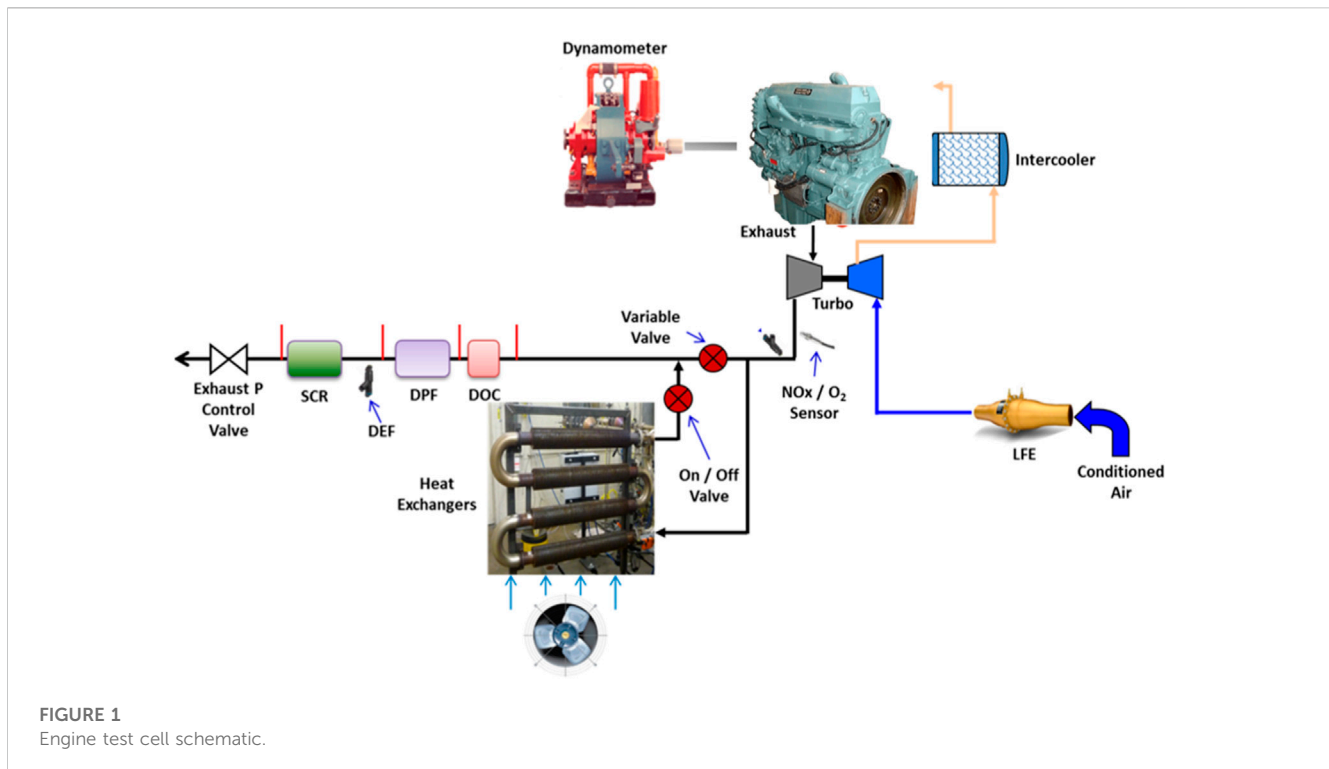 Dynamometer
Intercooler
Exhaust
Turbo
Variable
Valve
NOx / O₂
Sensor
Exhaust P
Control
Valve
SCR
DEF
DPF
DOC
On / Off
Valve
Heat
Exchangers
LFE
Conditioned
Air
FIGURE 1
Engine test cell schematic.